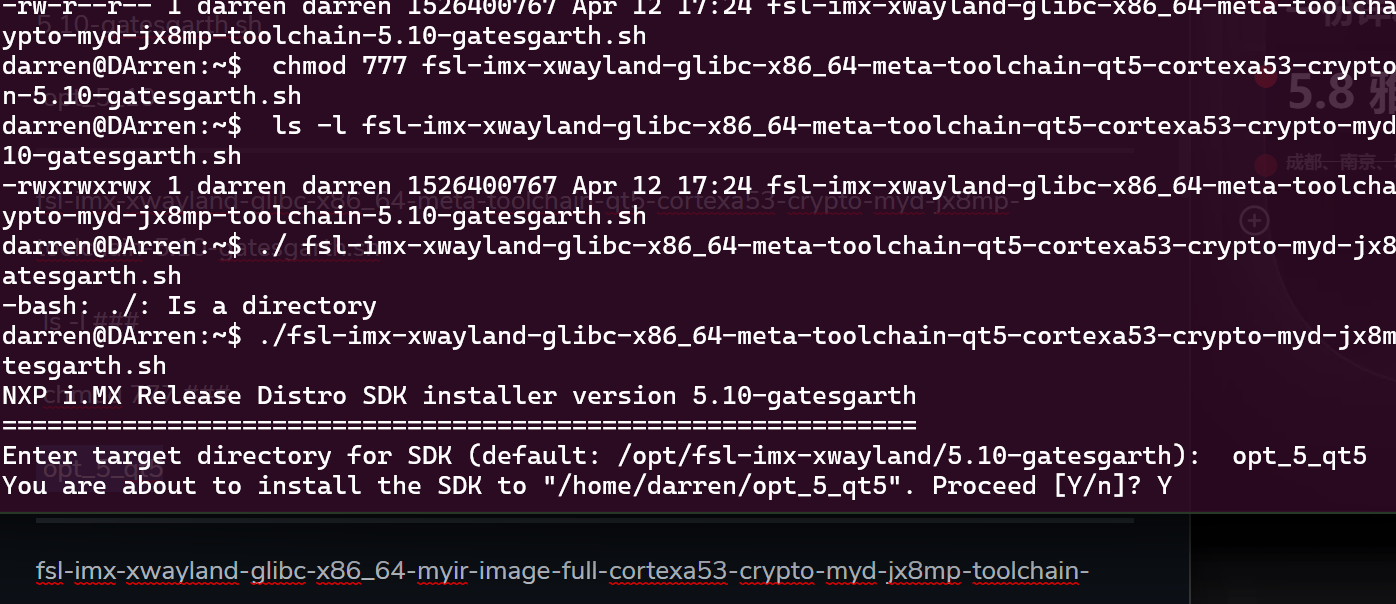 -rw-r--r-- 1 darren darren 1526400767 Apr 12 17:24 fsl-imx-xwayland-glibc-x86_64-meta-toolcha
ypto-myd-jx8mp-toolchain-5.10-gatesgarth.sh
darren@DArren:~$  chmod 777 fsl-imx-xwayland-glibc-x86_64-meta-toolchain-qt5-cortexa53-crypto
n-5.10-gatesgarth.sh
darren@DArren:~$  ls -l fsl-imx-xwayland-glibc-x86_64-meta-toolchain-qt5-cortexa53-crypto-myd
10-gatesgarth.sh
-rwxrwxrwx 1 darren darren 1526400767 Apr 12 17:24 fsl-imx-xwayland-glibc-x86_64-meta-toolcha
ypto-myd-jx8mp-toolchain-5.10-gatesgarth.sh
darren@DArren:~$ ./ fsl-imx-xwayland-glibc-x86_64-meta-toolchain-qt5-cortexa53-crypto-myd-jx8
atesgarth.sh
-bash: ./: Is a directory
darren@DArren:~$ ./fsl-imx-xwayland-glibc-x86_64-meta-toolchain-qt5-cortexa53-crypto-myd-jx8m
tesgarth.sh
NXP i.MX Release Distro SDK installer version 5.10-gatesgarth
=============================================================
Enter target directory for SDK (default: /opt/fsl-imx-xwayland/5.10-gatesgarth):  opt_5_qt5
You are about to install the SDK to "/home/darren/opt_5_qt5". Proceed [Y/n]? Y
5.8
成都、南京、
fsl-imx-xwayland-glibc-x86_64-myir-image-full-cortexa53-crypto-myd-jx8mp-toolchain-